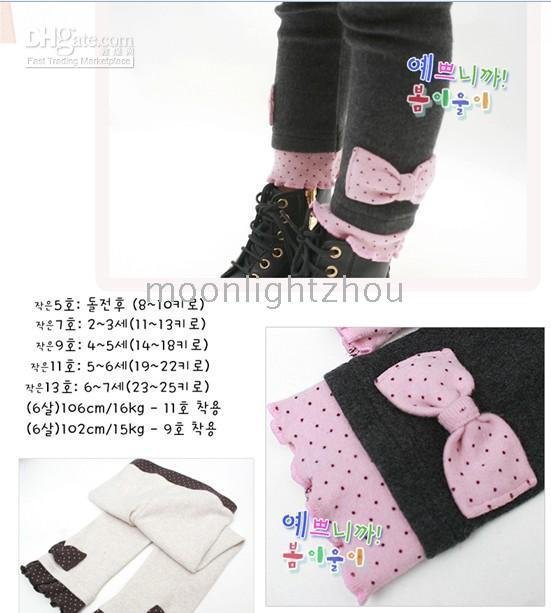 DHgate.com
敦煌网
Fast Trading Marketplace
예쁘니까!
봄이울이
moonlightzhou
작은5호: 돌전후 (8~10키로)
작은7호: 2~3세(11~13키로)
작은9호: 4~5세(14~18키로)
작은11호: 5~6세(19~22키로)
작은13호: 6~7세(23~25키로)
(6살)106cm/16kg - 11호 착용
(6살)102cm/15kg - 9호 착용
예쁘니까!
봄이울이